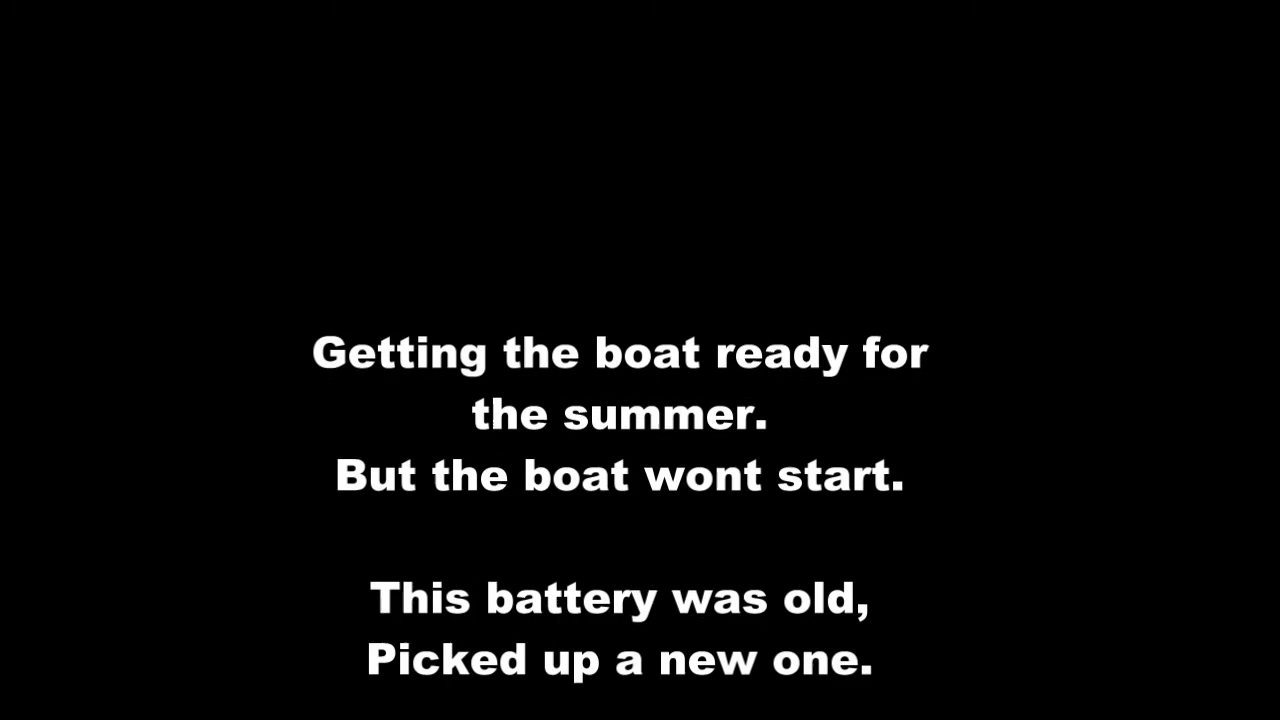 Getting the boat ready for
the summer.
But the boat wont start.
This battery was old,
Picked up a new one.